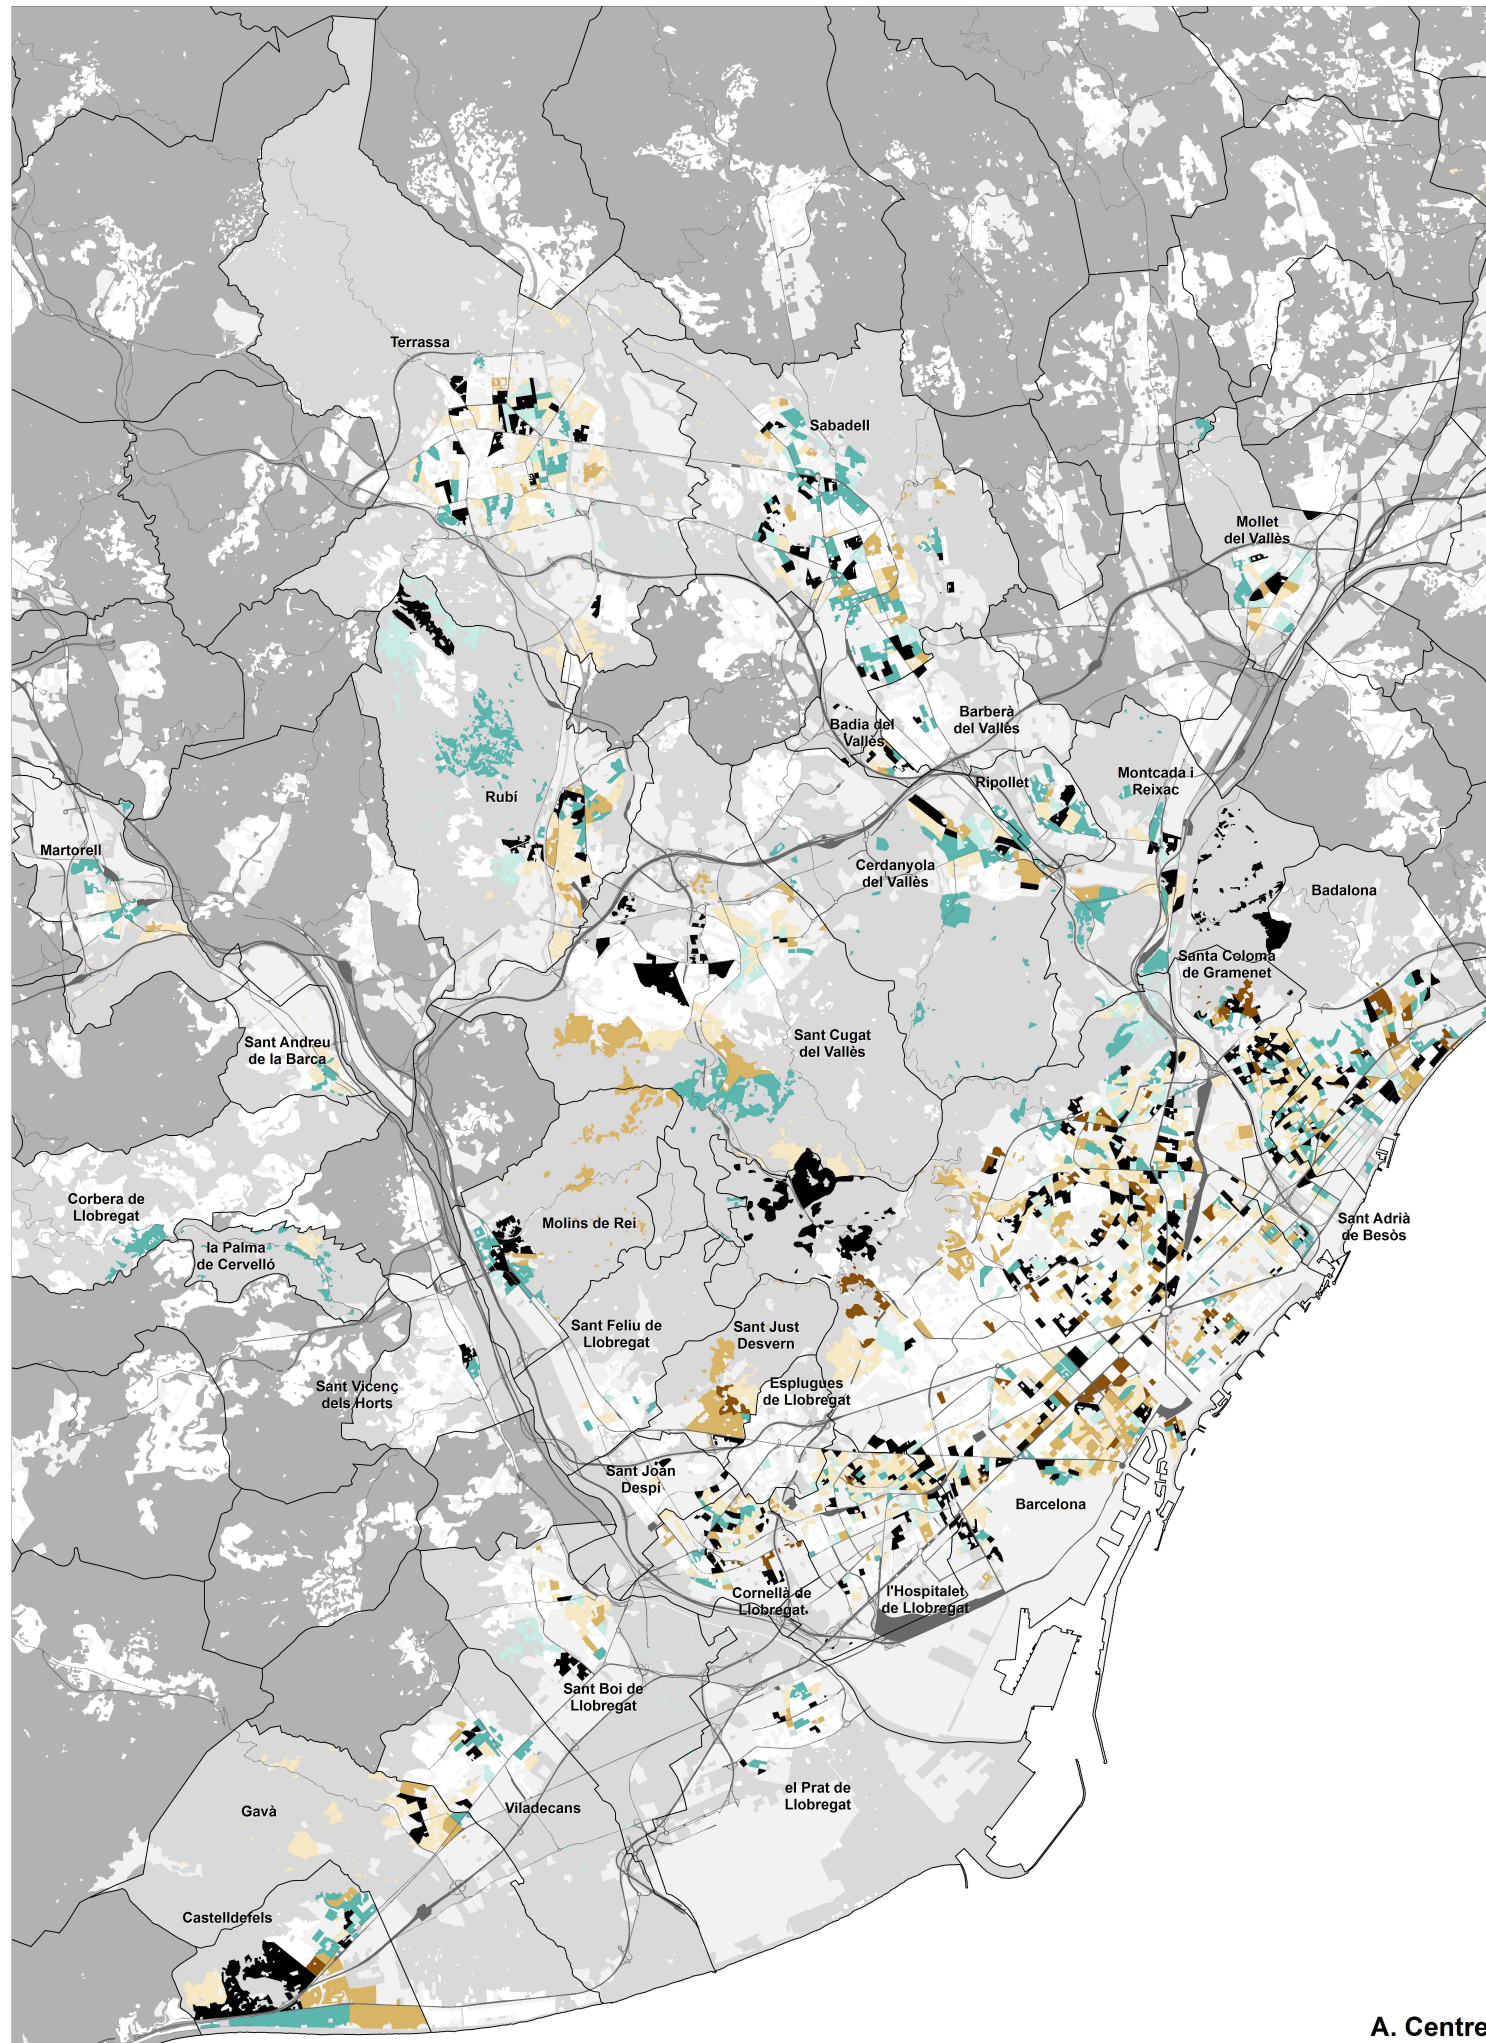 Terrassa
Sabadell
Mollet
del Vallès
Badia del
Vallès
Barberà
del Vallès
Ripollet
Montcada i
Reixac
Rubí
Martorell
Cerdanyola
del Vallès
Badalona
Santa Coloma
de Gramenet
Sant Andreu
de la Barca
Sant Cugat
del Vallès
Corbera de
Llobregat
la Palma
de Cervelló
Molins de Rei
Sant Adrià
de Besòs
Sant Feliu de
Llobregat
Sant Just
Desvern
Sant Vicenç
dels Horts
Esplugues
de Llobregat
Sant Joan
Despí
Barcelona
Cornellà de
Llobregat
l'Hospitalet
de Llobregat
Sant Boi de
Llobregat
el Prat de
Llobregat
Gavà
Viladecans
Castelldefels
A. Centre